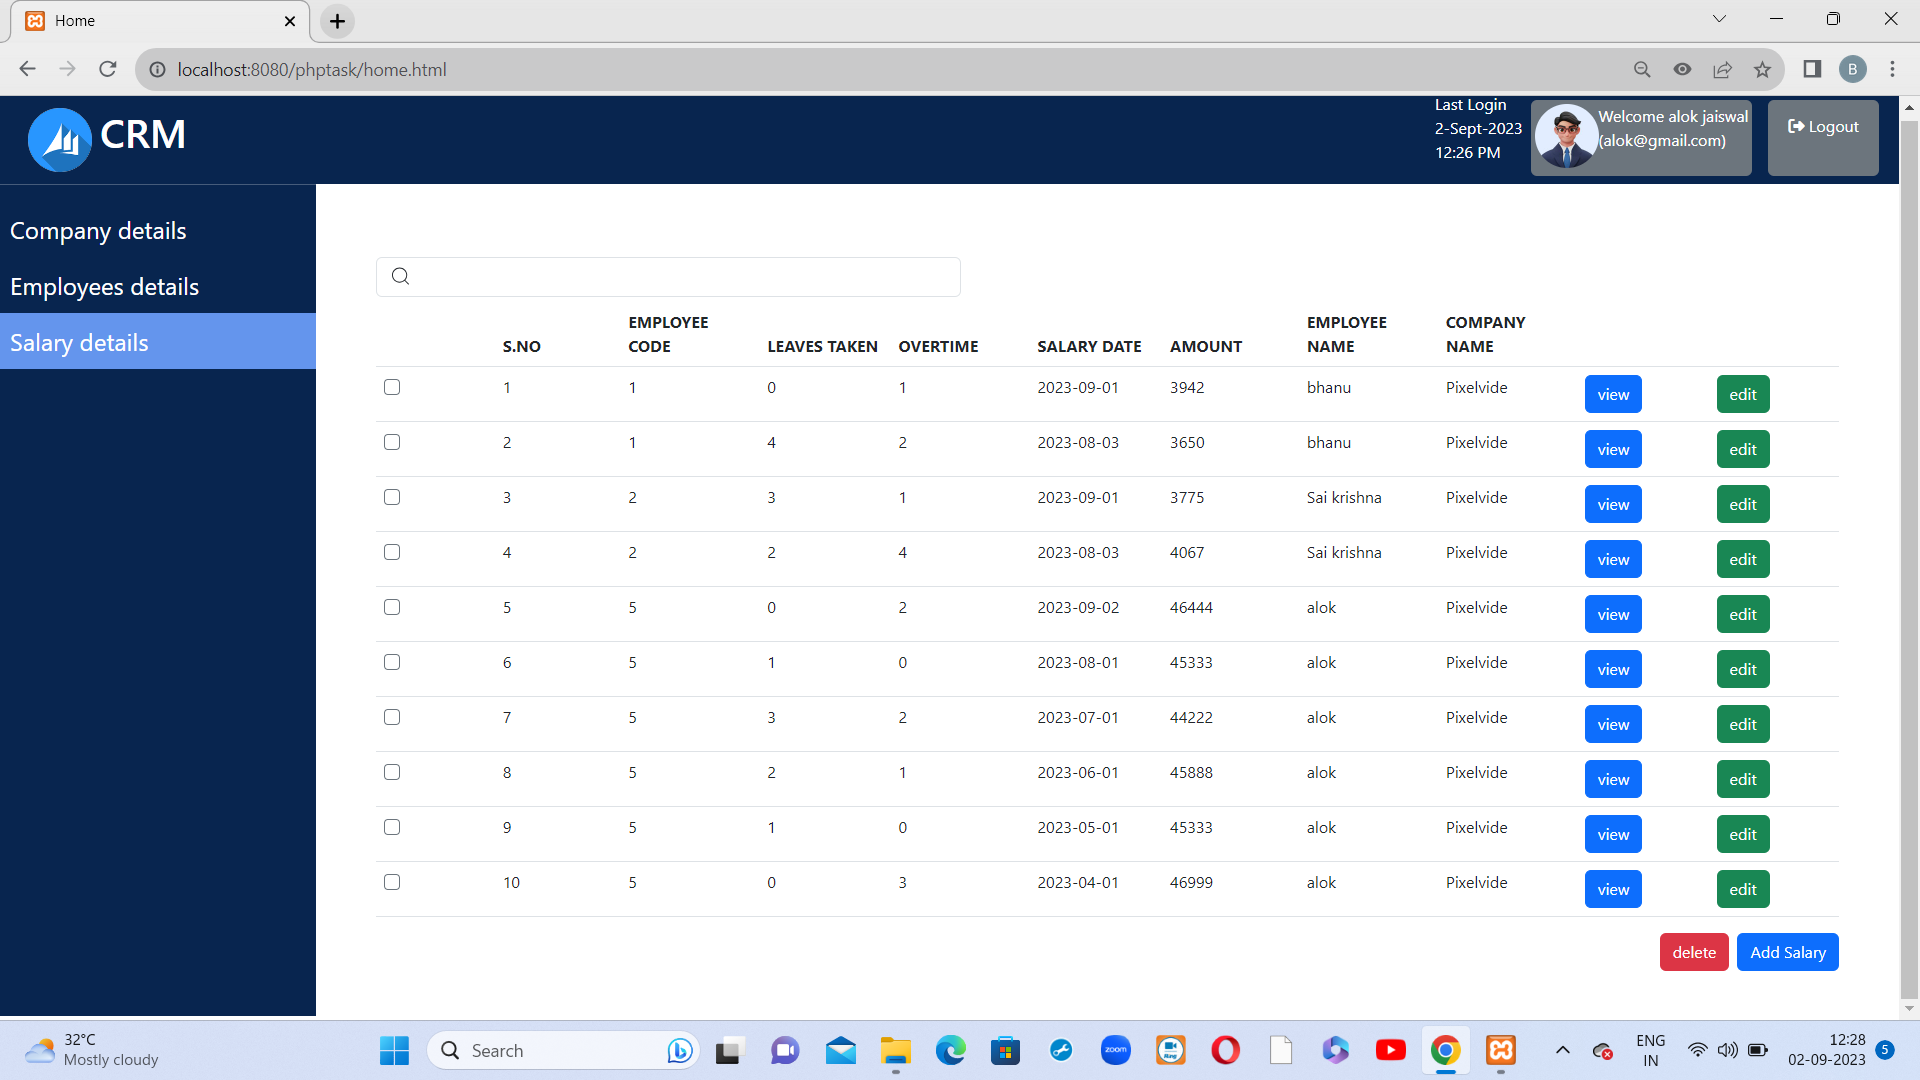 Home
localhost:8080/phptask/home.html
B
CRM
Last Login
2-Sept-2023
12:26 PM
Welcome alok jaiswal
(alok@gmail.com)
Logout
Company details
Employees details
Salary details
S.NO EMPLOYEE CODE LEAVES TAKEN OVERTIME SALARY DATE AMOUNT EMPLOYEE NAME COMPANY NAME
1 1 0 1 2023-09-01 3942 bhanu Pixelvide view edit
2 1 4 2 2023-08-03 3650 bhanu Pixelvide view edit
3 2 3 1 2023-09-01 3775 Sai krishna Pixelvide view edit
4 2 2 4 2023-08-03 4067 Sai krishna Pixelvide view edit
5 5 0 2 2023-09-02 46444 alok Pixelvide view edit
6 5 1 0 2023-08-01 45333 alok Pixelvide view edit
7 5 3 2 2023-07-01 44222 alok Pixelvide view edit
8 5 2 1 2023-06-01 45888 alok Pixelvide view edit
9 5 1 0 2023-05-01 45333 alok Pixelvide view edit
10 5 0 3 2023-04-01 46999 alok Pixelvide view edit
delete Add Salary
32°C
Mostly cloudy
Search
zoom
ENG
IN
12:28
02-09-2023
5